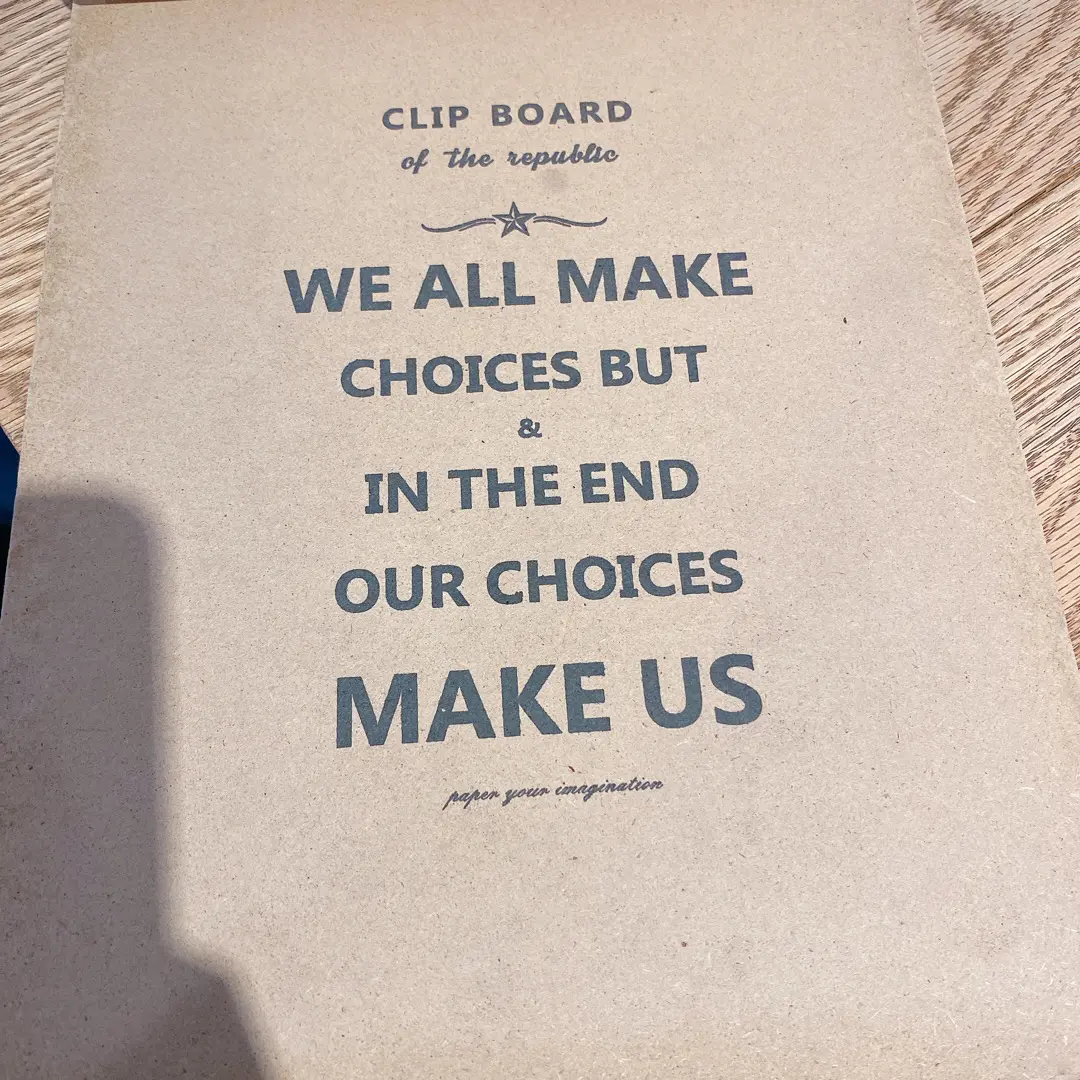 CLIP BOARD
of the republic
WE ALL MAKE
CHOICES BUT
&
IN THE END
OUR CHOICES
MAKE US
paper your imagination